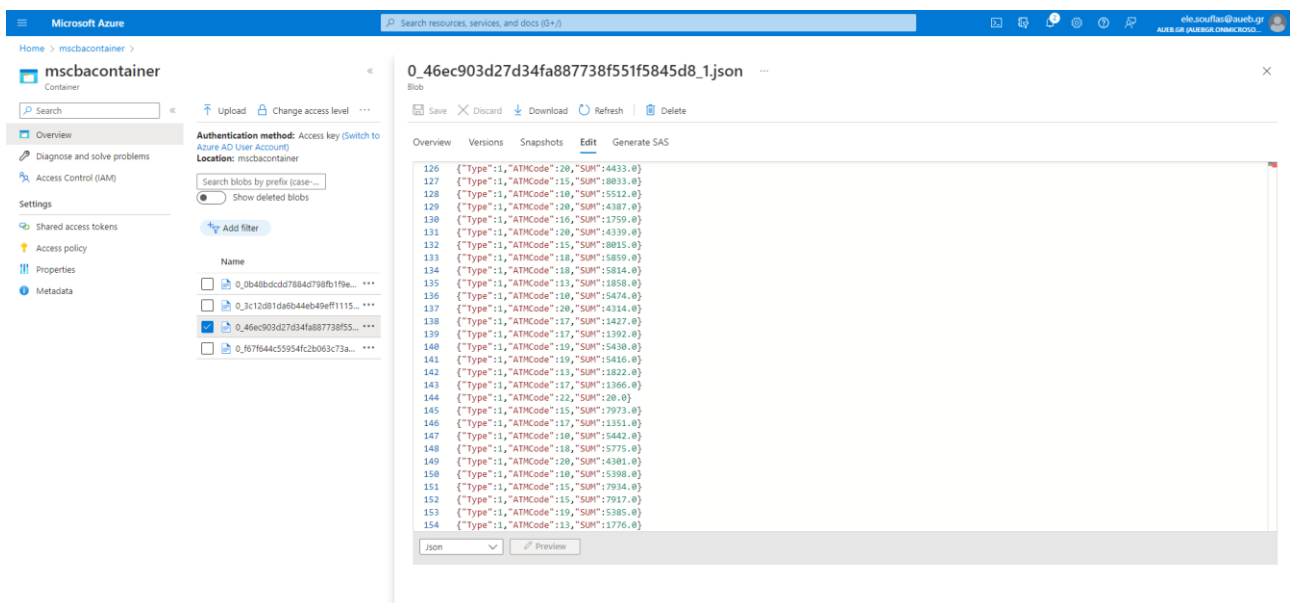 Microsoft Azure
Search resources, services, and docs (G+/)
2
ele.souflas@aueb.gr
AUEB.GR (AUEBGR.ONMICROSO...
Home > mscbacontainer >
mscbacontainer
Container
Search
Overview
Diagnose and solve problems
Access Control (IAM)
Settings
Shared access tokens
Access policy
Properties
Metadata
Upload Change access level ...
Authentication method: Access key (Switch to
Azure AD User Account)
Location: mscbacontainer
Search blobs by prefix (case-...
Show deleted blobs
Add filter
Name
0_0b48bdcdd7884d798fb1f9e... •••
0_3c12d81da6b44eb49eff1115... •••
0_46ec903d27d34fa887738f55... •••
0_f67f644c55954fc2b063c73a... •••
0_46ec903d27d34fa887738f551f5845d8_1.json ...
Blob
Save Discard Download Refresh Delete
Overview Versions Snapshots Edit Generate SAS
126 {"Type":1,"ATMCode":20,"SUM":4433.0}
127 {"Type":1,"ATMCode":15,"SUM":8033.0}
128 {"Type":1,"ATMCode":10,"SUM":5512.0}
129 {"Type":1,"ATMCode":20,"SUM":4387.0}
130 {"Type":1,"ATMCode":16,"SUM":1759.0}
131 {"Type":1,"ATMCode":20,"SUM":4339.0}
132 {"Type":1,"ATMCode":15,"SUM":8015.0}
133 {"Type":1,"ATMCode":18,"SUM":5859.0}
134 {"Type":1,"ATMCode":18,"SUM":5814.0}
135 {"Type":1,"ATMCode":13,"SUM":1858.0}
136 {"Type":1,"ATMCode":10,"SUM":5474.0}
137 {"Type":1,"ATMCode":20,"SUM":4314.0}
138 {"Type":1,"ATMCode":17,"SUM":1427.0}
139 {"Type":1,"ATMCode":17,"SUM":1392.0}
140 {"Type":1,"ATMCode":19,"SUM":5430.0}
141 {"Type":1,"ATMCode":19,"SUM":5416.0}
142 {"Type":1,"ATMCode":13,"SUM":1822.0}
143 {"Type":1,"ATMCode":17,"SUM":1366.0}
144 {"Type":1,"ATMCode":22,"SUM":20.0}
145 {"Type":1,"ATMCode":15,"SUM":7973.0}
146 {"Type":1,"ATMCode":17,"SUM":1351.0}
147 {"Type":1,"ATMCode":10,"SUM":5442.0}
148 {"Type":1,"ATMCode":18,"SUM":5775.0}
149 {"Type":1,"ATMCode":20,"SUM":4301.0}
150 {"Type":1,"ATMCode":10,"SUM":5398.0}
151 {"Type":1,"ATMCode":15,"SUM":7934.0}
152 {"Type":1,"ATMCode":15,"SUM":7917.0}
153 {"Type":1,"ATMCode":19,"SUM":5385.0}
154 {"Type":1,"ATMCode":13,"SUM":1776.0}
Json
Preview